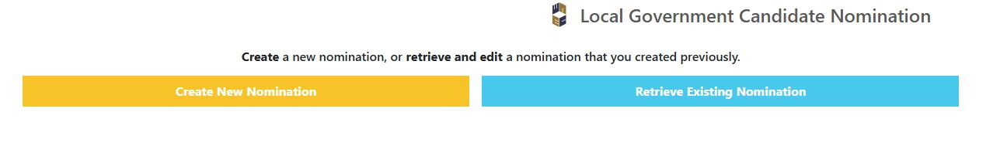 Local Government Candidate Nomination
Create a new nomination, or retrieve and edit a nomination that you created previously.
Create New Nomination
Retrieve Existing Nomination